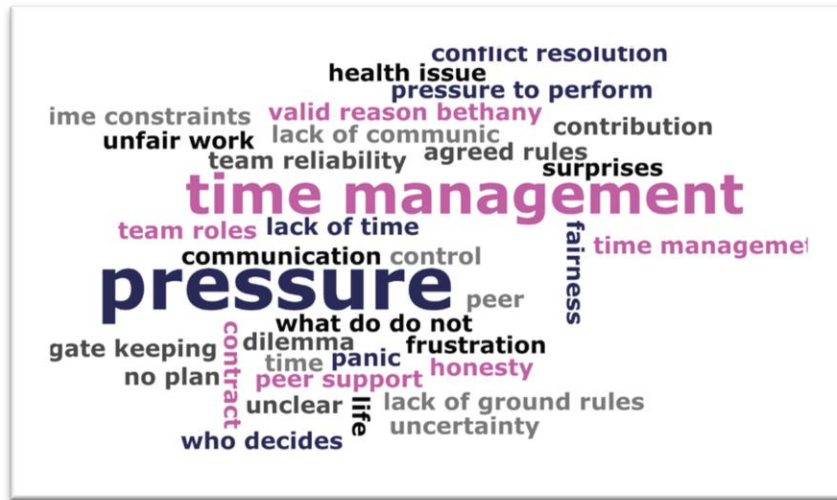 conflict resolution
health issue
pressure to perform
ime constraints
valid reason bethany
contribution
unfair work
lack of communic
agreed rules
team reliability
surprises
time management
team roles
lack of time
fairness
time managemet
communication
control
pressure
peer
what do do not
contract
gate keeping
dilemma
frustration
time
panic
honesty
no plan
peer support
life
unclear
lack of ground rules
uncertainty
who decides